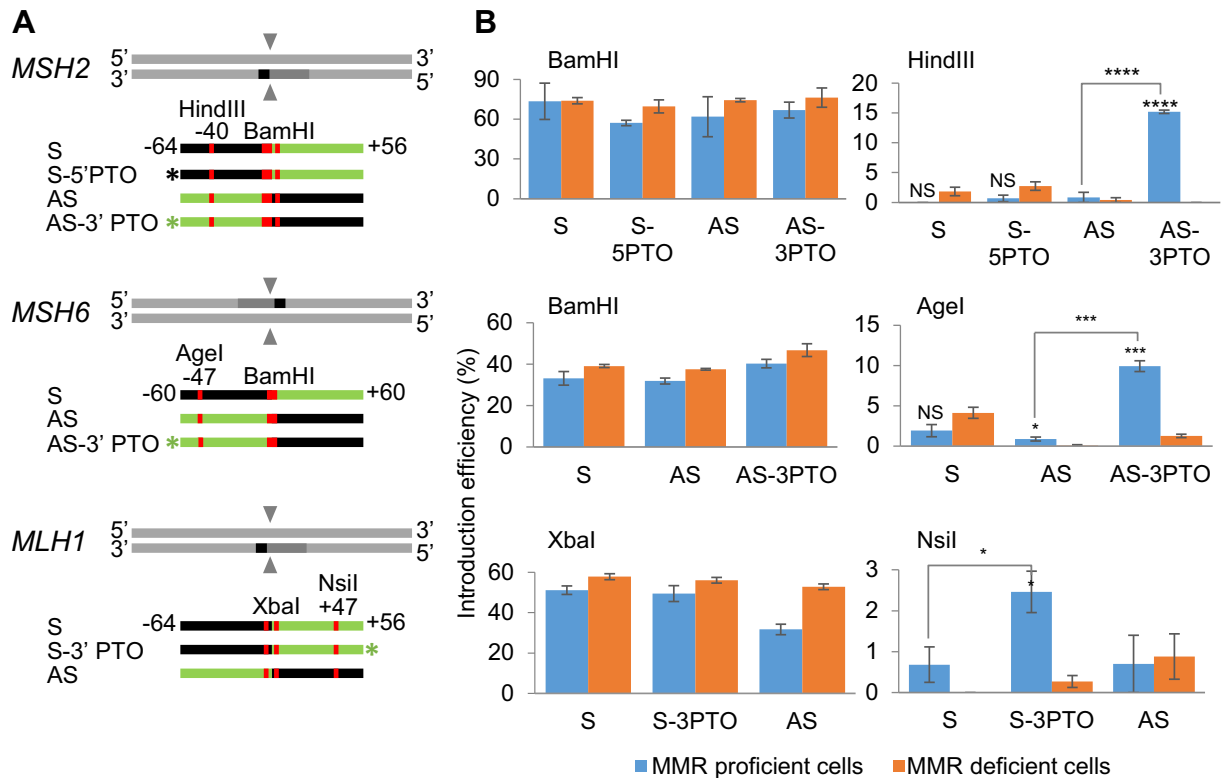 A
MSH2
5’ 3’
3’ 5’
HindIII
-40 BamHI
-64 +56
S
S-5’PTO *
AS
AS-3’ PTO *
MSH6
5’ 3’
3’ 5’
AgeI
-47 BamHI
-60 +60
S
AS
AS-3’ PTO *
MLH1
5’ 3’
3’ 5’
NsiI
XbaI +47
-64 +56
S
S-3’ PTO *
AS
B
Introduction efficiency (%)
BamHI
90
60
30
0
S S-5PTO AS AS-3PTO
HindIII
20
15
10
5
0
****
****
NS NS
S S-5PTO AS AS-3PTO
BamHI
60
40
20
0
S AS AS-3PTO
AgeI
15
10
5
0
***
***
NS *
S AS AS-3PTO
XbaI
60
40
20
0
S S-3PTO AS
NsiI
3
2
1
0
*
*
S S-3PTO AS
MMR proficient cells MMR deficient cells